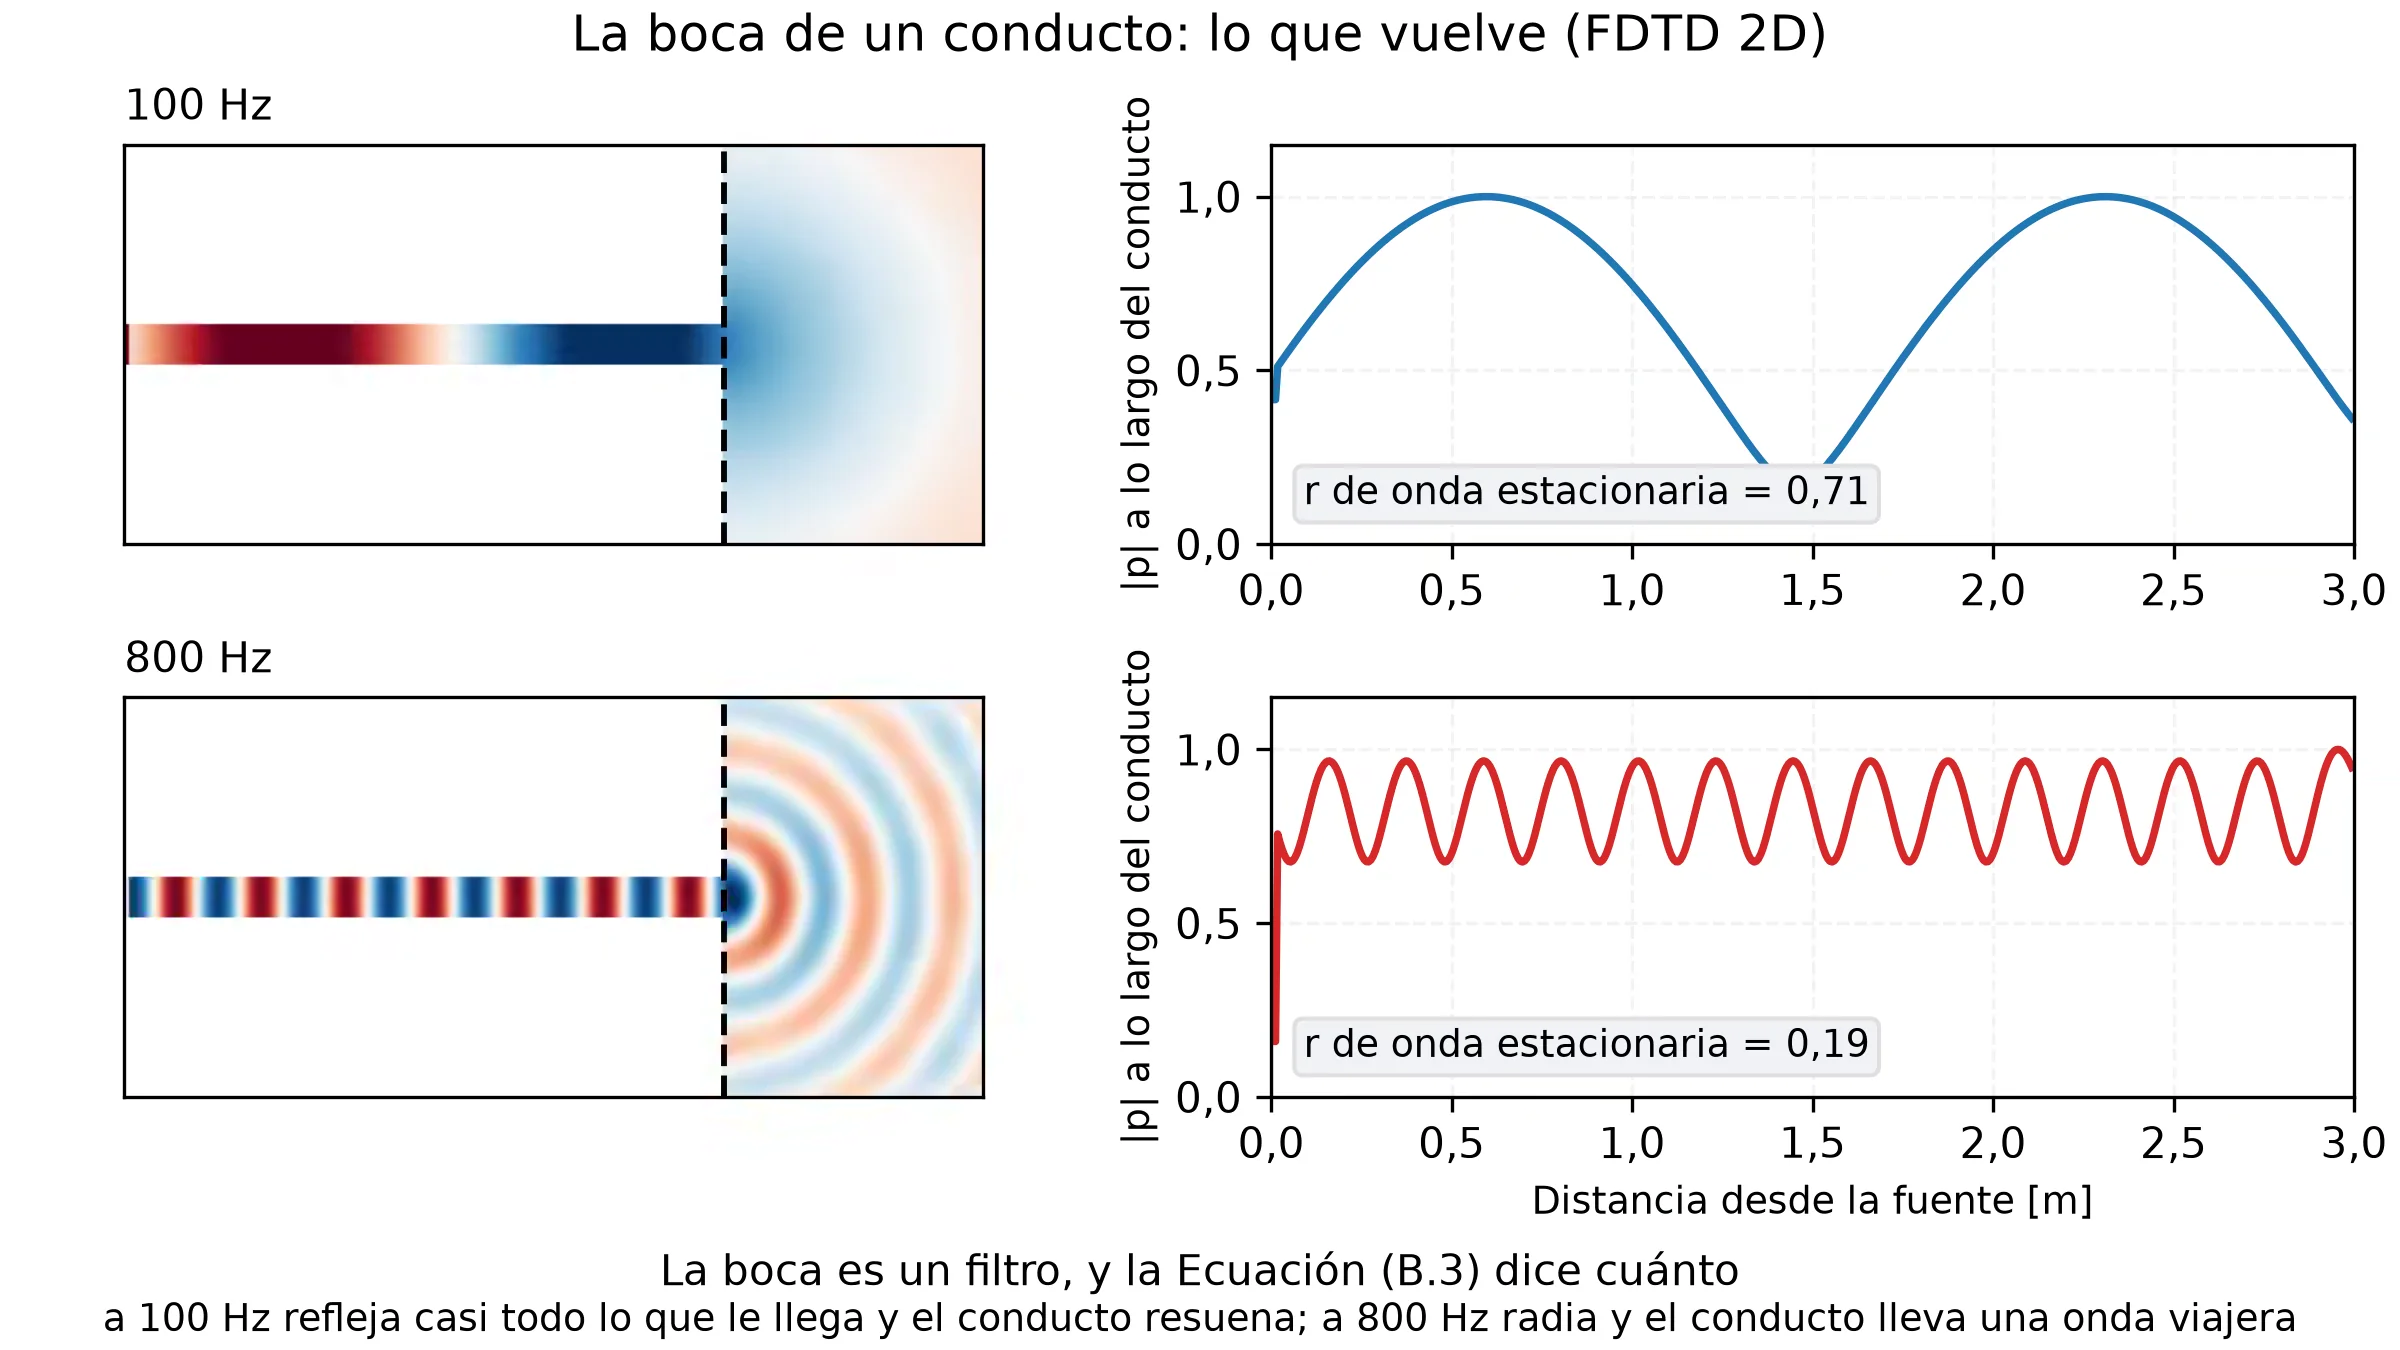 La boca de un conducto: lo que vuelve (FDTD 2D)
100 Hz
|p| a lo largo del conducto
1,0
0,5
0,0
r de onda estacionaria = 0,71
0,0 0,5 1,0 1,5 2,0 2,5 3,0
800 Hz
|p| a lo largo del conducto
1,0
0,5
0,0
r de onda estacionaria = 0,19
0,0 0,5 1,0 1,5 2,0 2,5 3,0
Distancia desde la fuente [m]
La boca es un filtro, y la Ecuación (B.3) dice cuánto
a 100 Hz refleja casi todo lo que le llega y el conducto resuena; a 800 Hz radia y el conducto lleva una onda viajera